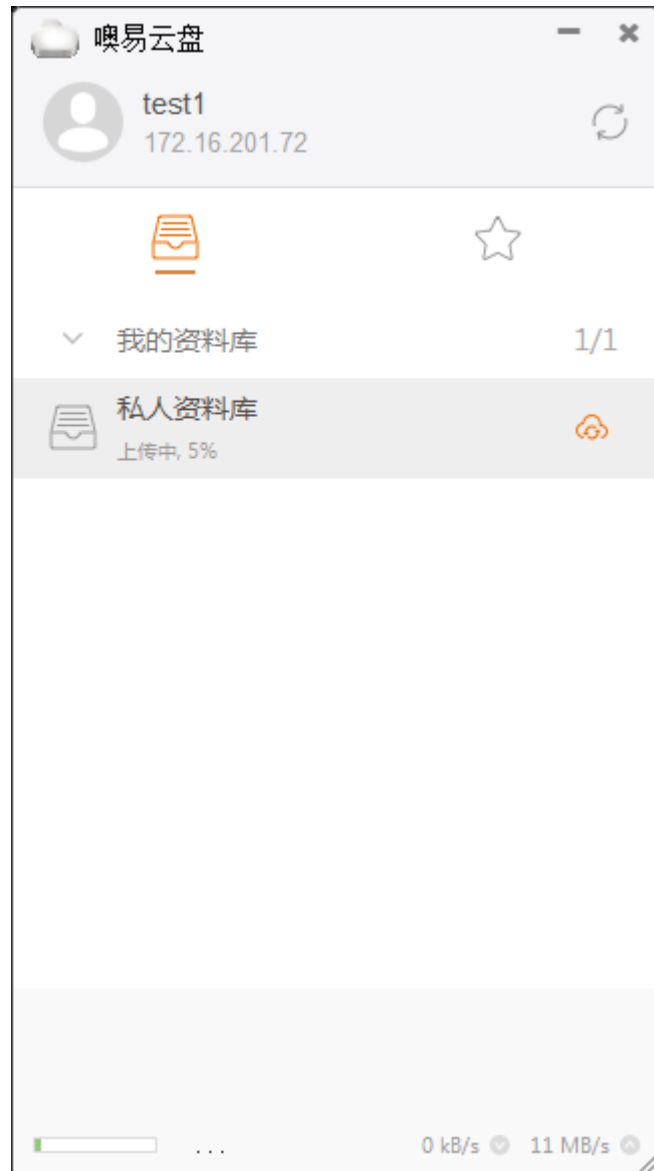 噢易云盘
test1
172.16.201.72
我的资料库 1/1
私人资料库
上传中, 5%
... 0 kB/s 11 MB/s